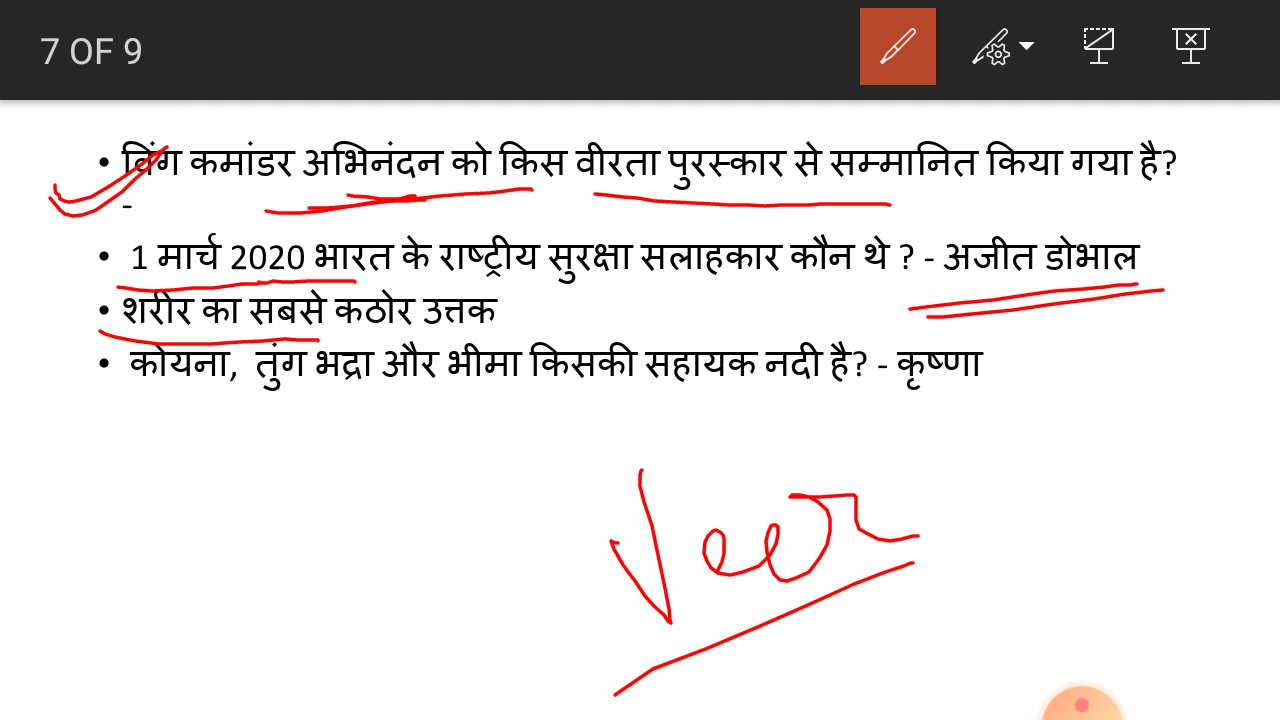 7 OF 9
• विंग कमांडर अभिनंदन को किस वीरता पुरस्कार से सम्मानित किया गया है?
-
• 1 मार्च 2020 भारत के राष्ट्रीय सुरक्षा सलाहकार कौन थे ? - अजीत डोभाल
• शरीर का सबसे कठोर उत्तक
• कोयना, तुंग भद्रा और भीमा किसकी सहायक नदी है? - कृष्णा
Veer